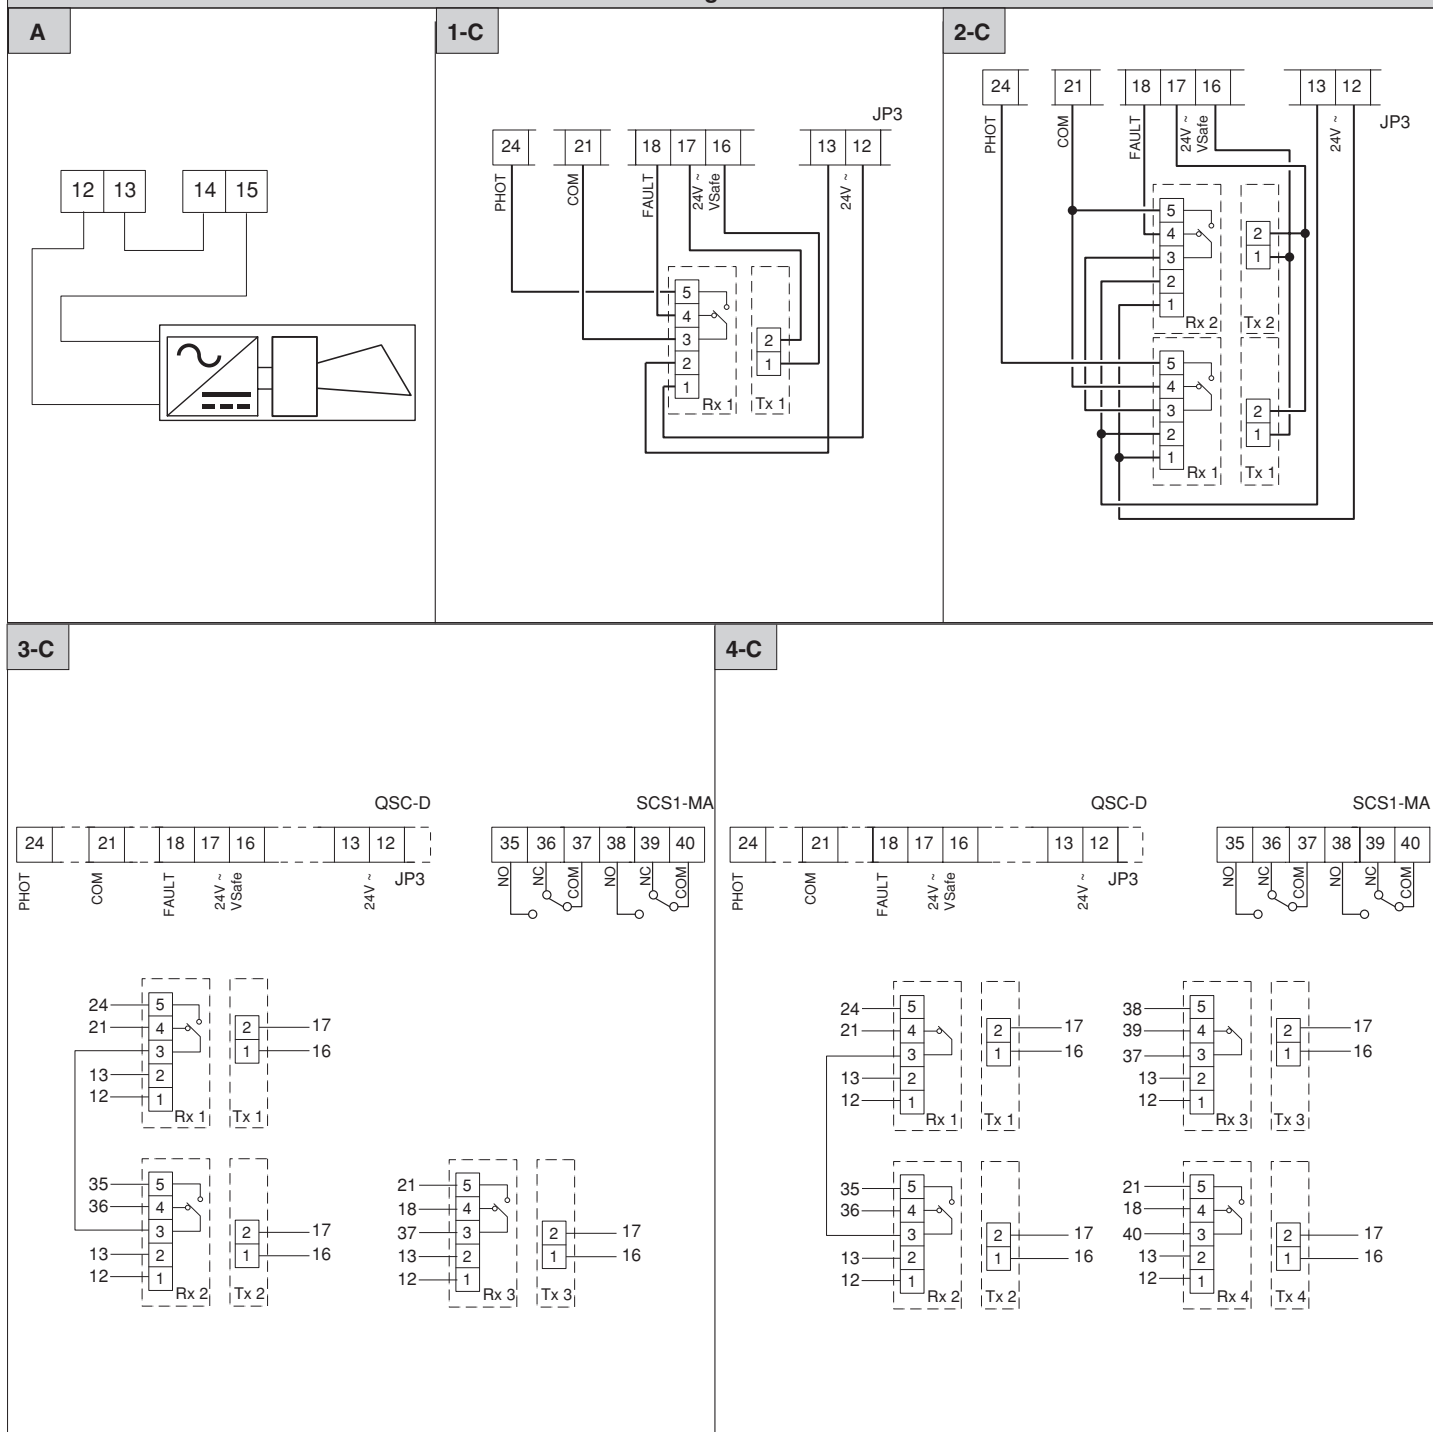 A
12 13 14 15
1-C
JP3
24 21 18 17 16 13 12
PHOT COM FAULT 24V ~ VSafe 24V ~
5
4
3
2
1
Rx 1
2
1
Tx 1
2-C
24 21 18 17 16 13 12
PHOT COM FAULT 24V ~ VSafe 24V ~
JP3
5
4
3
2
1
Rx 2
2
1
Tx 2
5
4
3
2
1
Rx 1
2
1
Tx 1
3-C
QSC-D SCS1-MA
24 21 18 17 16 13 12 35 36 37 38 39 40
PHOT COM FAULT 24V ~ VSafe 24V ~ JP3 NO NC COM NO NC COM
24 5
21 4 2 17
3 1 16
13 2
12 1
Rx 1 Tx 1
35 5 21 5
36 4 18 4
3 2 17 37 3 2 17
13 2 1 16 13 2 1 16
12 1 12 1
Rx 2 Tx 2 Rx 3 Tx 3
4-C
QSC-D SCS1-MA
24 21 18 17 16 13 12 35 36 37 38 39 40
PHOT COM FAULT 24V ~ VSafe 24V ~ JP3 NO NC COM NO NC COM
24 5 38 5
21 4 2 17 39 4 2 17
3 1 16 37 3 1 16
13 2 13 2
12 1 12 1
Rx 1 Tx 1 Rx 3 Tx 3
35 5 21 5
36 4 18 4
3 2 17 40 3 2 17
13 2 1 16 13 2 1 16
12 1 12 1
Rx 2 Tx 2 Rx 4 Tx 4